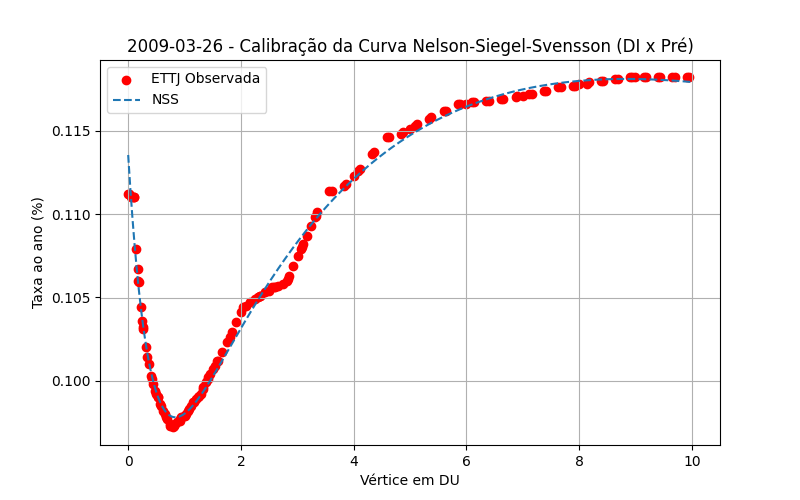 2009-03-26 - Calibração da Curva Nelson-Siegel-Svensson (DI x Pré)
ETTJ Observada
NSS
Taxa ao ano (%)
0.115
0.110
0.105
0.100
0 2 4 6 8 10
Vértice em DU